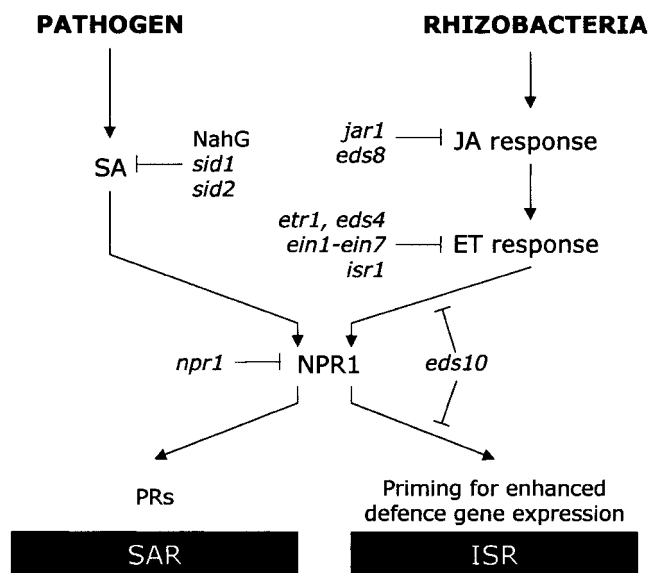 PATHOGEN
RHIZOBACTERIA
NahG
sid1
sid2
SA
jar1
eds8
JA response
etr1, eds4
ein1-ein7
isr1
ET response
npr1
NPR1
eds10
PRs
Priming for enhanced
defence gene expression
SAR
ISR